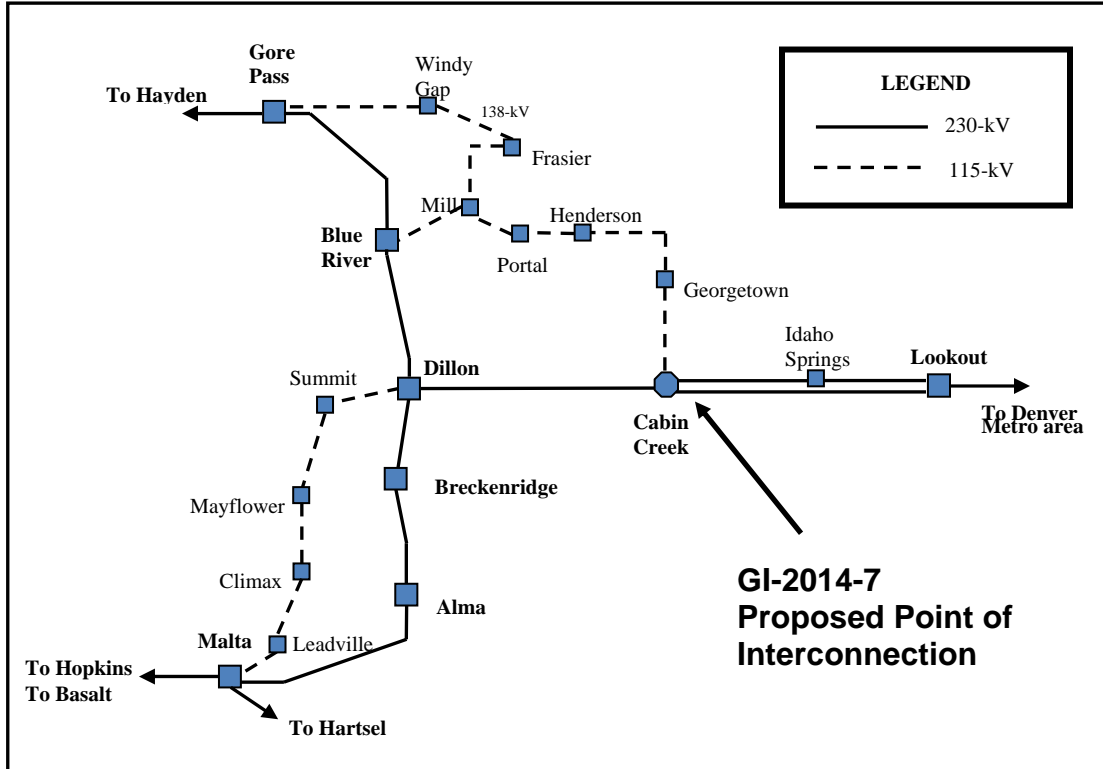 Gore
Pass
Windy
Gap
To Hayden
138-kV
Frasier
LEGEND
230-kV
115-kV
Mill
Henderson
Blue
River
Portal
Georgetown
Idaho
Springs
Lookout
Dillon
Summit
Cabin
Creek
To Denver
Metro area
Breckenridge
Mayflower
Climax
Alma
GI-2014-7
Proposed Point of
Interconnection
Malta
Leadville
To Hopkins
To Basalt
To Hartsel